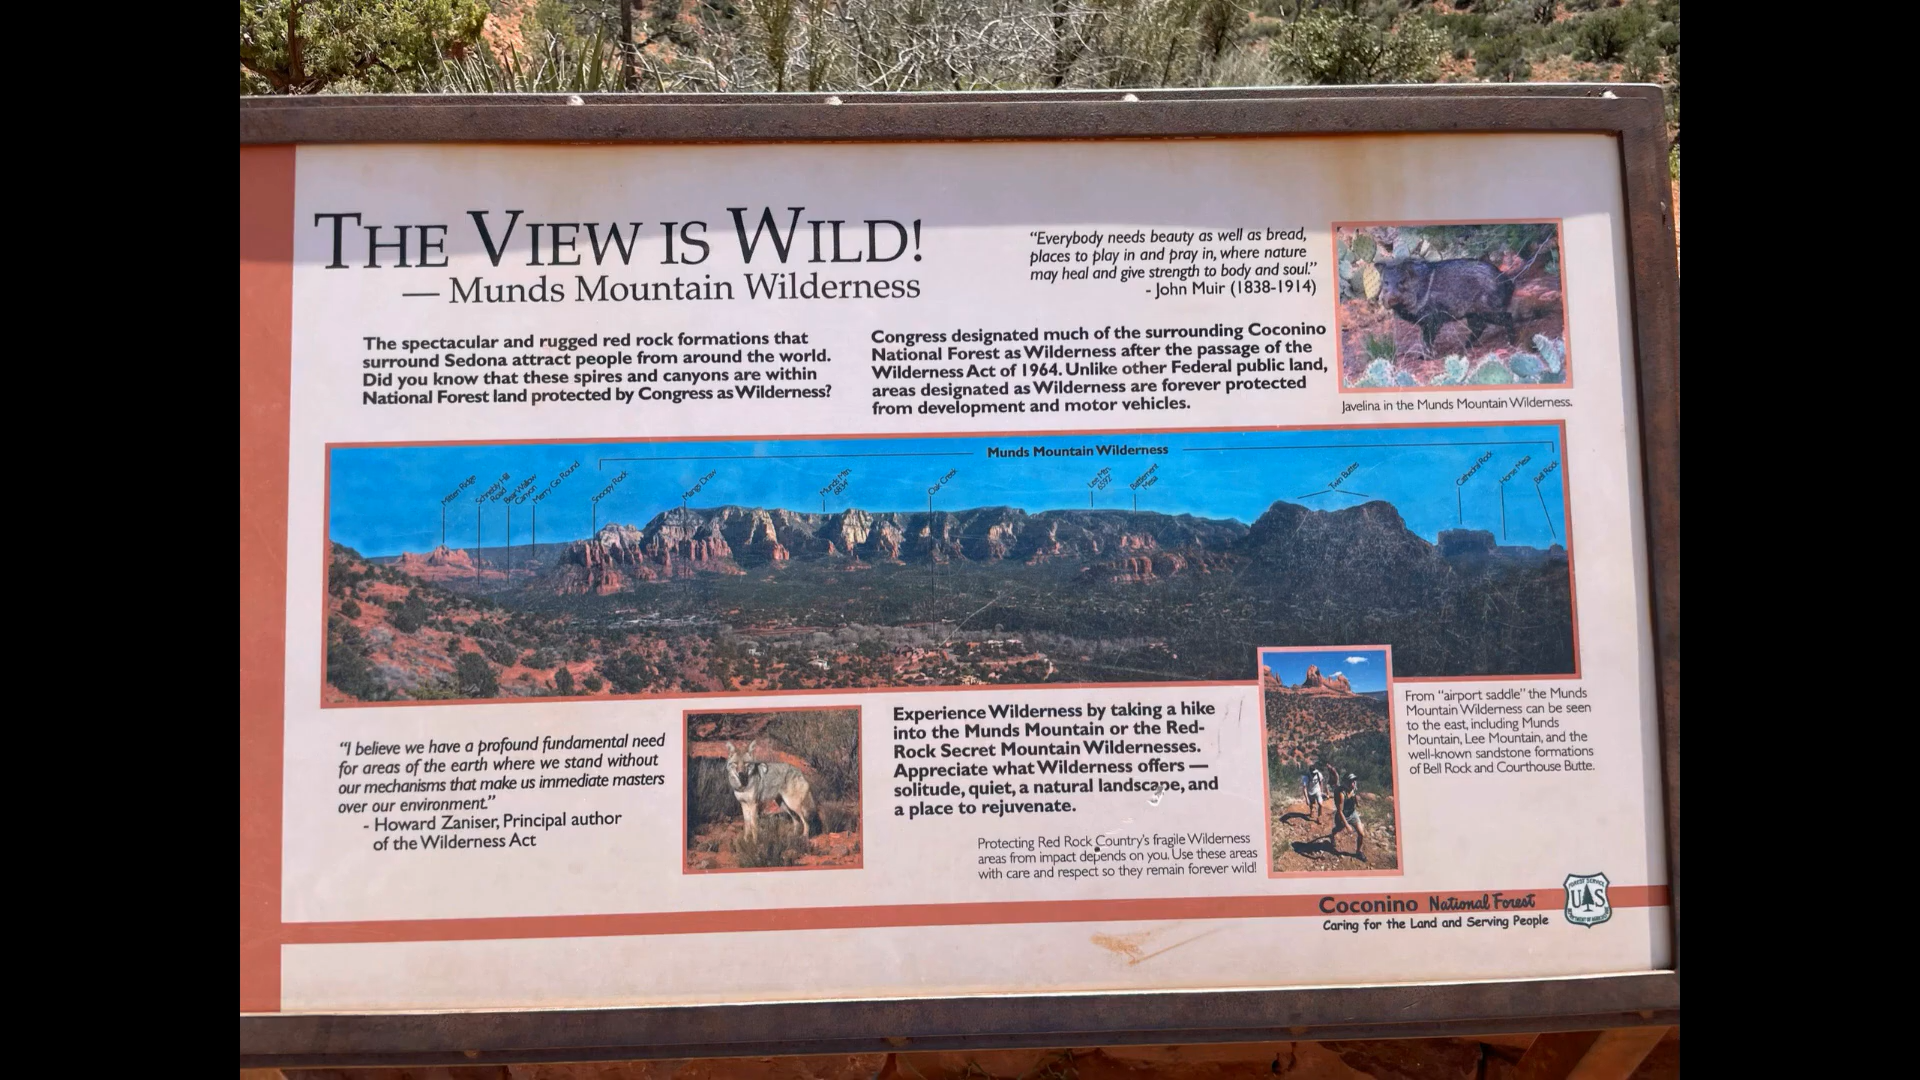 THE VIEW IS WILD!
— Munds Mountain Wilderness
"Everybody needs beauty as well as bread,
places to play in and pray in, where nature
may heal and give strength to body and soul."
- John Muir (1838-1914)
The spectacular and rugged red rock formations that
surround Sedona attract people from around the world.
Did you know that these spires and canyons are within
National Forest land protected by Congress as Wilderness?
Congress designated much of the surrounding Coconino
National Forest as Wilderness after the passage of the
Wilderness Act of 1964. Unlike other Federal public land,
areas designated as Wilderness are forever protected
from development and motor vehicles.
Javelina in the Munds Mountain Wilderness.
Munds Mountain Wilderness
Mitten Ridge
Schnebly Hill
Road
Bear Wallow
Canyon
Merry Go Round
Snoopy Rock
Marg's Draw
Munds Mtn.
6834'
Oak Creek
Lee Mtn.
6592'
Battlement
Mesa
Twin Buttes
Cathedral Rock
Horse Mesa
Bell Rock
"I believe we have a profound fundamental need
for areas of the earth where we stand without
our mechanisms that make us immediate masters
over our environment."
- Howard Zaniser, Principal author
of the Wilderness Act
Experience Wilderness by taking a hike
into the Munds Mountain or the Red-
Rock Secret Mountain Wildernesses.
Appreciate what Wilderness offers —
solitude, quiet, a natural landscape, and
a place to rejuvenate.
Protecting Red Rock Country's fragile Wilderness
areas from impact depends on you. Use these areas
with care and respect so they remain forever wild!
From "airport saddle" the Munds
Mountain Wilderness can be seen
to the east, including Munds
Mountain, Lee Mountain, and the
well-known sandstone formations
of Bell Rock and Courthouse Butte.
Coconino National Forest
Caring for the Land and Serving People
FOREST SERVICE
US
DEPARTMENT OF AGRICULTURE